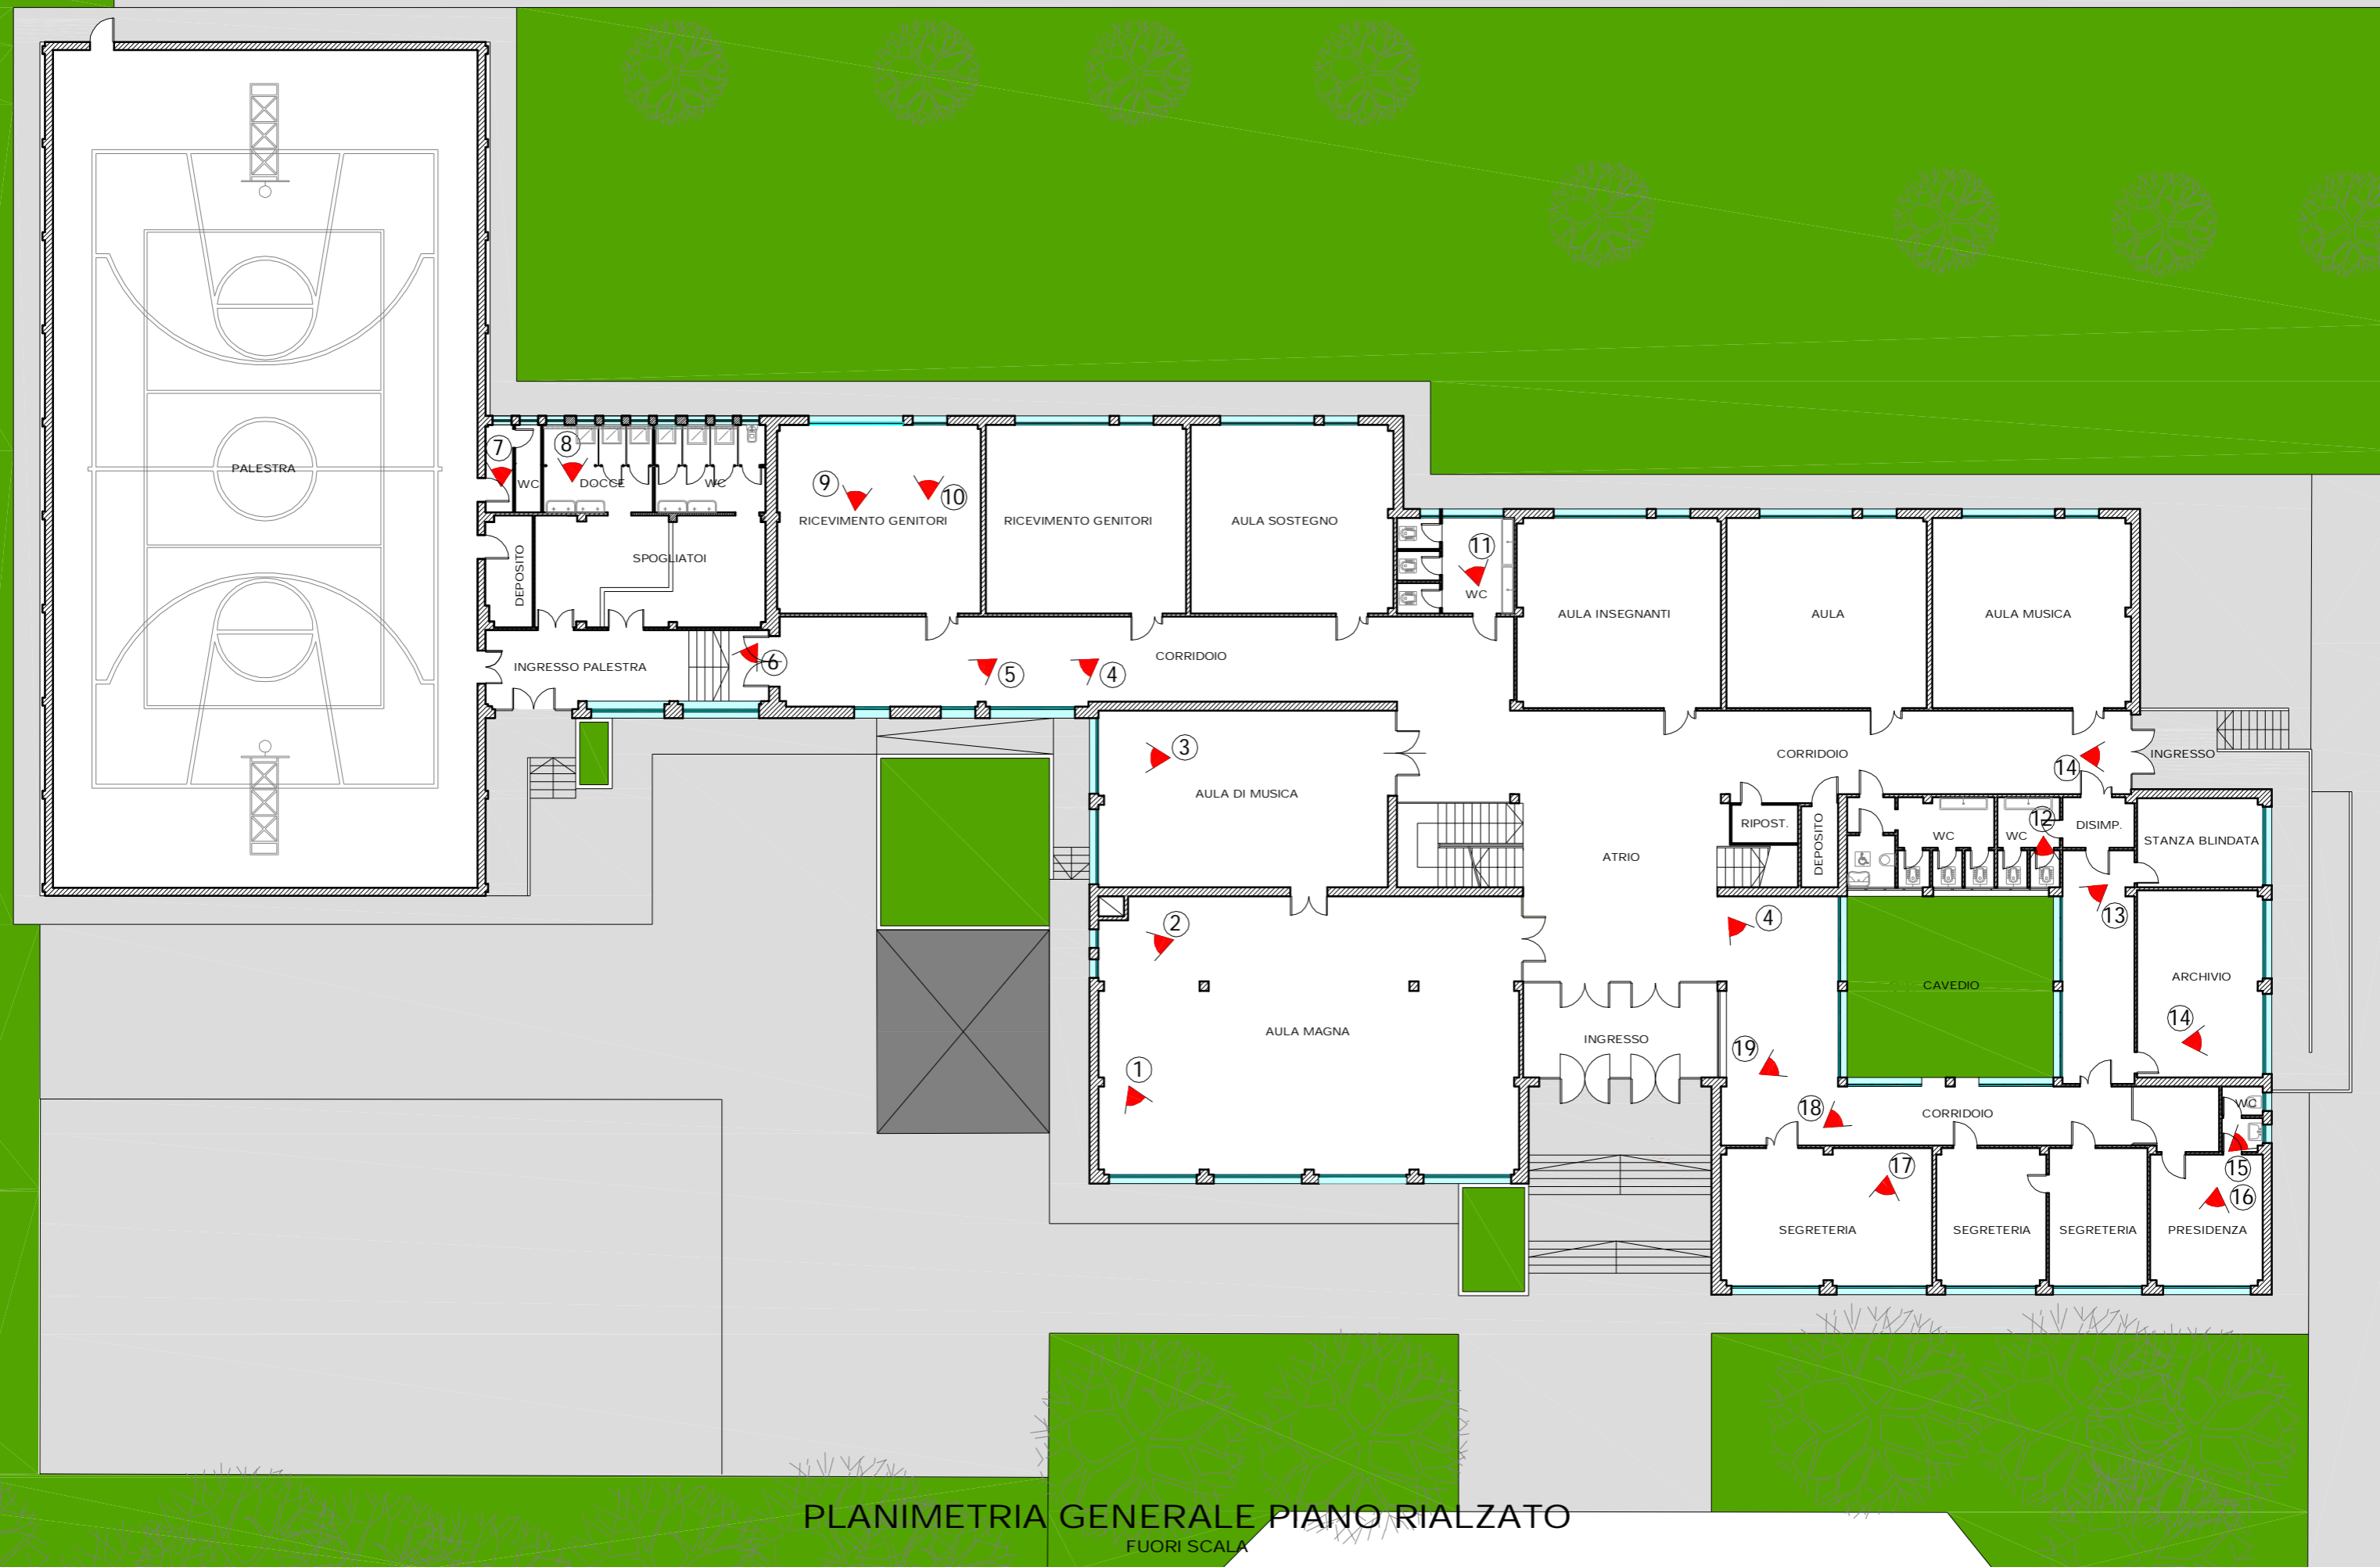 7
8
PALESTRA
WC
DOCCE
WC
9
10
RICEVIMENTO GENITORI
RICEVIMENTO GENITORI
AULA SOSTEGNO
11
WC
DEPOSITO
SPOGLIATOI
AULA INSEGNANTI
AULA
AULA MUSICA
INGRESSO PALESTRA
6
5
4
CORRIDOIO
3
AULA DI MUSICA
CORRIDOIO
14
INGRESSO
RIPOST.
DEPOSITO
WC
WC
12
DISIMP.
STANZA BLINDATA
ATRIO
2
4
13
CAVEDIO
ARCHIVIO
AULA MAGNA
INGRESSO
14
19
1
18
CORRIDOIO
WC
17
15
16
SEGRETERIA
SEGRETERIA
SEGRETERIA
PRESIDENZA
PLANIMETRIA GENERALE PIANO RIALZATO
FUORI SCALA